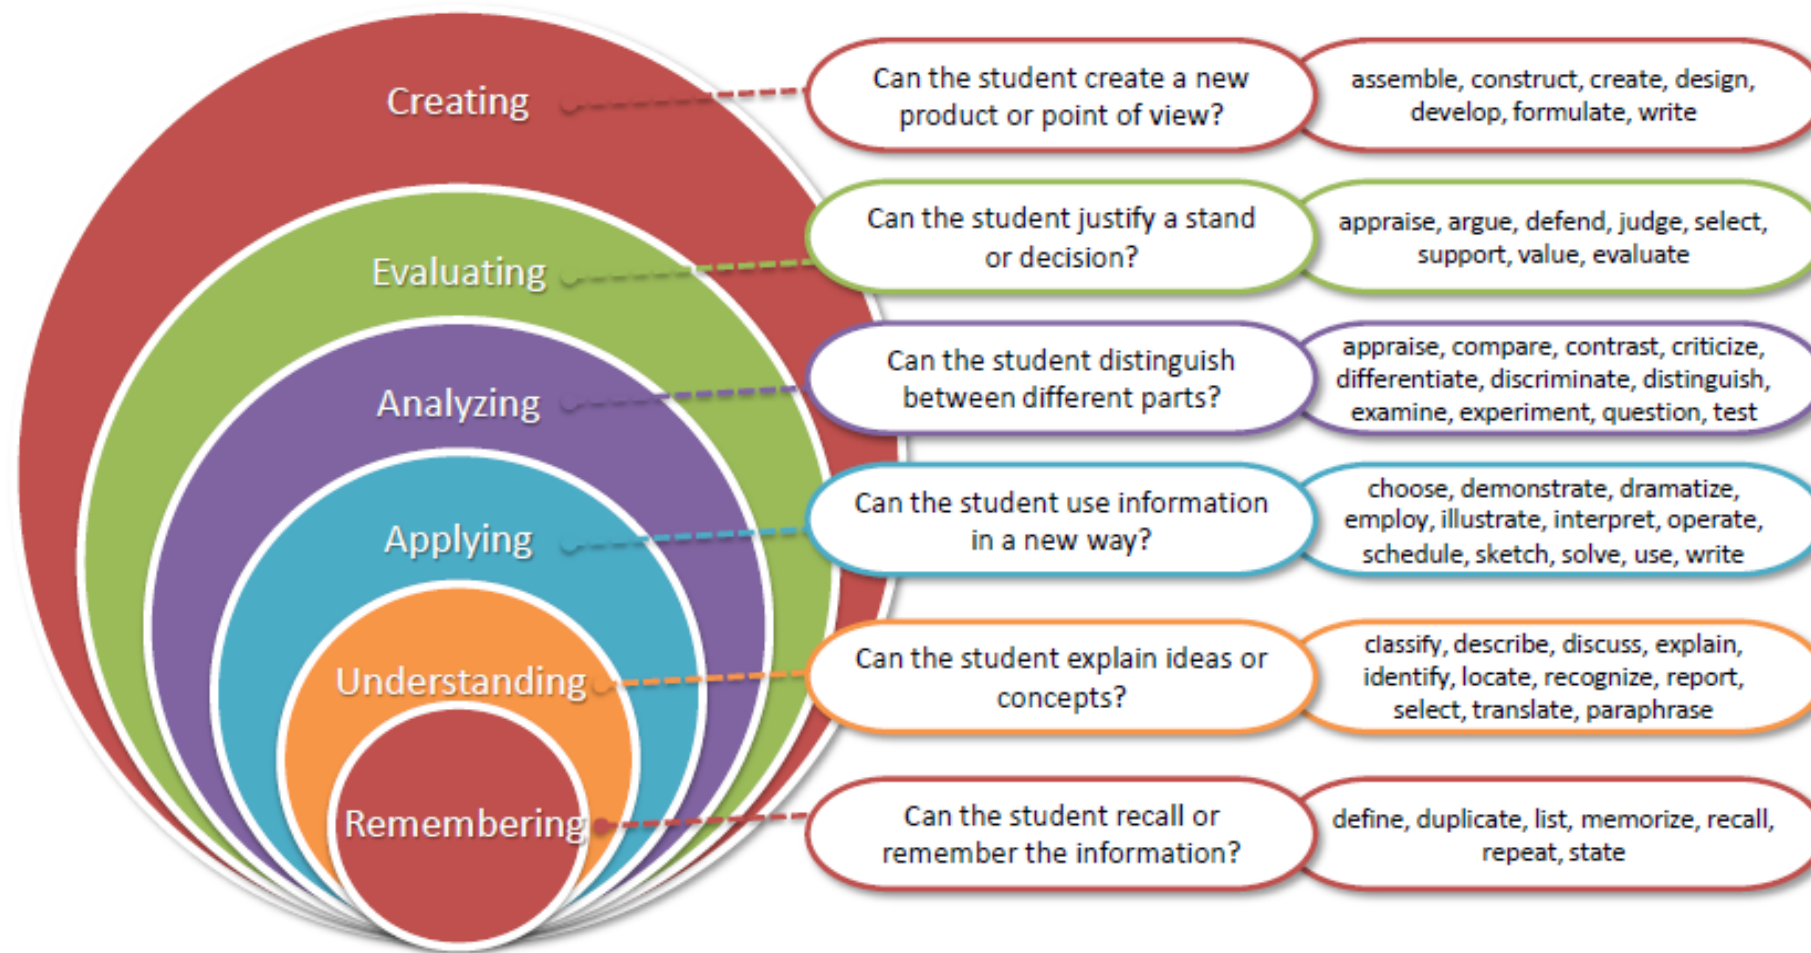 Creating
Can the student create a new
product or point of view?
assemble, construct, create, design,
develop, formulate, write
Evaluating
Can the student justify a stand
or decision?
appraise, argue, defend, judge, select,
support, value, evaluate
Analyzing
Can the student distinguish
between different parts?
appraise, compare, contrast, criticize,
differentiate, discriminate, distinguish,
examine, experiment, question, test
Applying
Can the student use information
in a new way?
choose, demonstrate, dramatize,
employ, illustrate, interpret, operate,
schedule, sketch, solve, use, write
Understanding
Can the student explain ideas or
concepts?
classify, describe, discuss, explain,
identify, locate, recognize, report,
select, translate, paraphrase
Remembering
Can the student recall or
remember the information?
define, duplicate, list, memorize, recall,
repeat, state